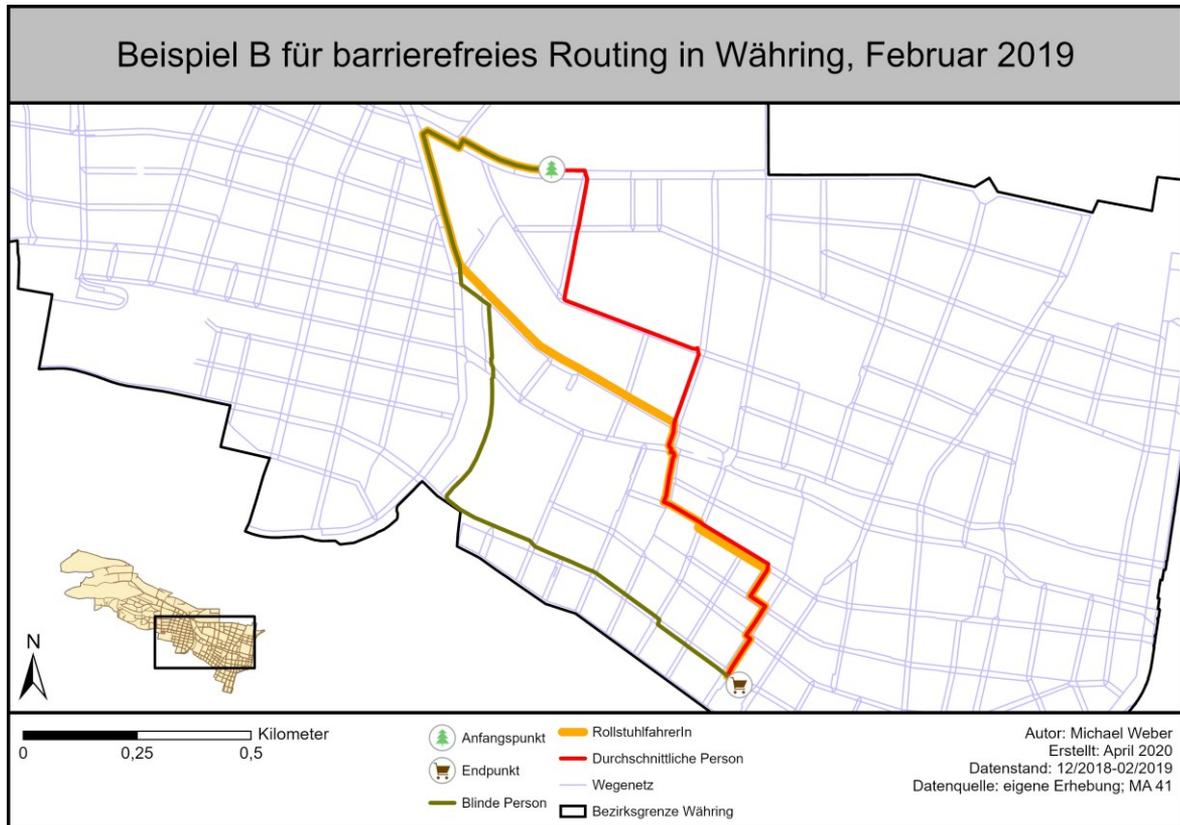 Beispiel B für barrierefreies Routing in Währing, Februar 2019
N
Kilometer
0
0,25
0,5
Anfangspunkt
Endpunkt
Blinde Person
RollstuhlfahrerIn
Durchschnittliche Person
Wegenetz
Bezirksgrenze Währing
Autor: Michael Weber
Erstellt: April 2020
Datenstand: 12/2018-02/2019
Datenquelle: eigene Erhebung; MA 41